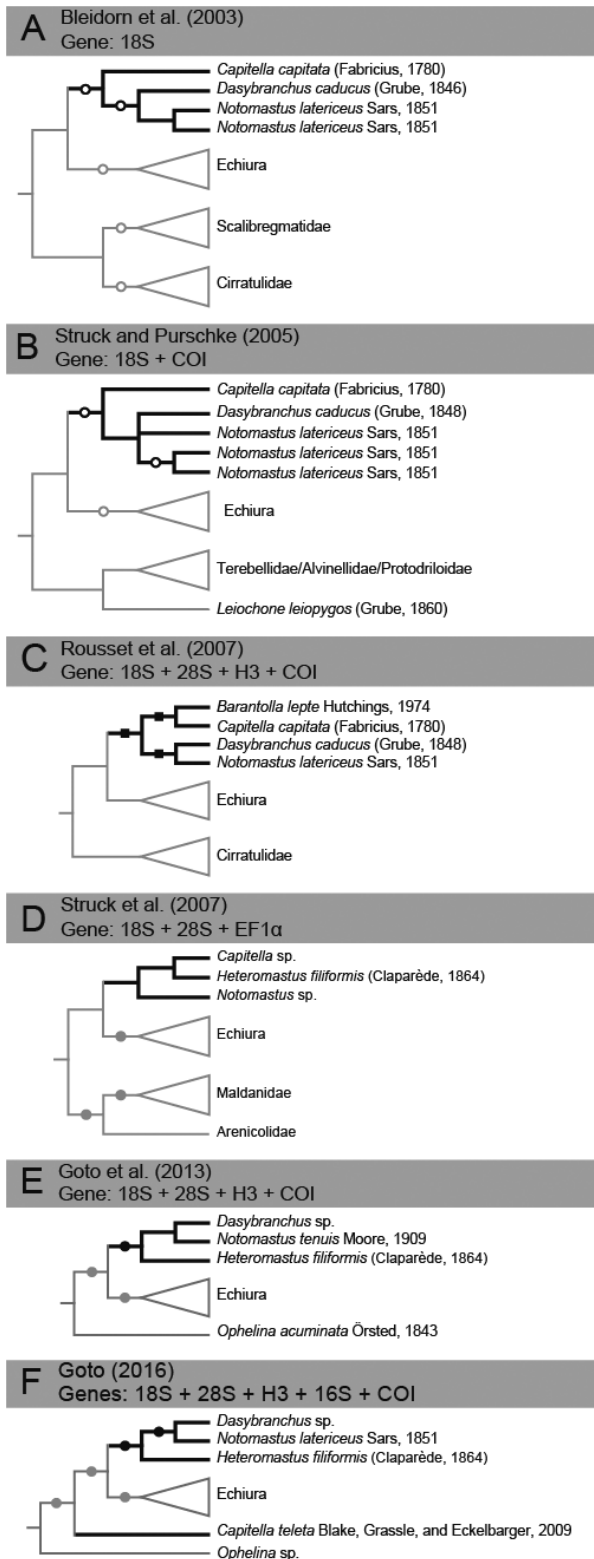 A Bleidorn et al. (2003)
Gene: 18S
Capitella capitata (Fabricius, 1780)
Dasybranchus caducus (Grube, 1846)
Notomastus latericeus Sars, 1851
Notomastus latericeus Sars, 1851
Echiura
Scalibregmatidae
Cirratulidae
B Struck and Purschke (2005)
Gene: 18S + COI
Capitella capitata (Fabricius, 1780)
Dasybranchus caducus (Grube, 1848)
Notomastus latericeus Sars, 1851
Notomastus latericeus Sars, 1851
Notomastus latericeus Sars, 1851
Echiura
Terebellidae/Alvinellidae/Protodriloidae
Leiochone leiopygos (Grube, 1860)
C Rousset et al. (2007)
Gene: 18S + 28S + H3 + COI
Barantolla lepte Hutchings, 1974
Capitella capitata (Fabricius, 1780)
Dasybranchus caducus (Grube, 1848)
Notomastus latericeus Sars, 1851
Echiura
Cirratulidae
D Struck et al. (2007)
Gene: 18S + 28S + EF1α
Capitella sp.
Heteromastus filiformis (Claparède, 1864)
Notomastus sp.
Echiura
Maldanidae
Arenicolidae
E Goto et al. (2013)
Gene: 18S + 28S + H3 + COI
Dasybranchus sp.
Notomastus tenuis Moore, 1909
Heteromastus filiformis (Claparède, 1864)
Echiura
Ophelina acuminata Örsted, 1843
F Goto (2016)
Genes: 18S + 28S + H3 + 16S + COI
Dasybranchus sp.
Notomastus latericeus Sars, 1851
Heteromastus filiformis (Claparède, 1864)
Echiura
Capitella teleta Blake, Grassle, and Eckelbarger, 2009
Ophelina sp.